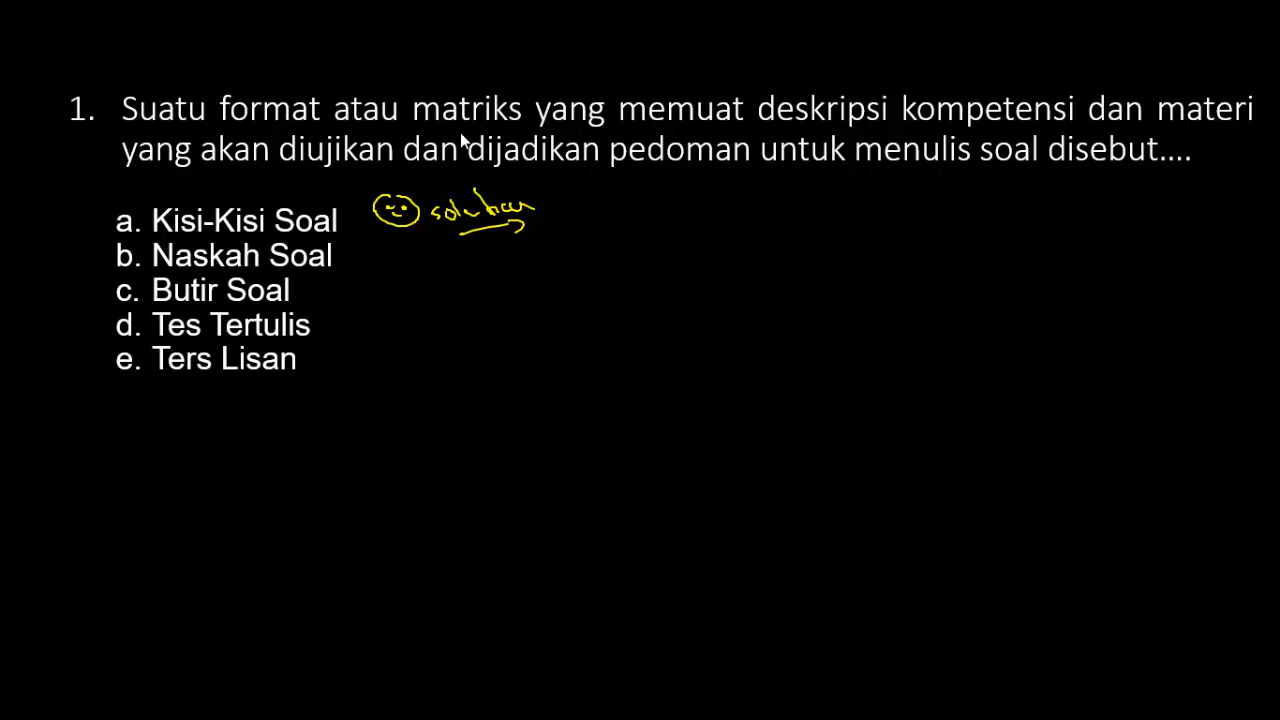 1. Suatu format atau matriks yang memuat deskripsi kompetensi dan materi
yang akan diujikan dan dijadikan pedoman untuk menulis soal disebut....
a. Kisi-Kisi Soal
b. Naskah Soal
c. Butir Soal
d. Tes Tertulis
e. Ters Lisan